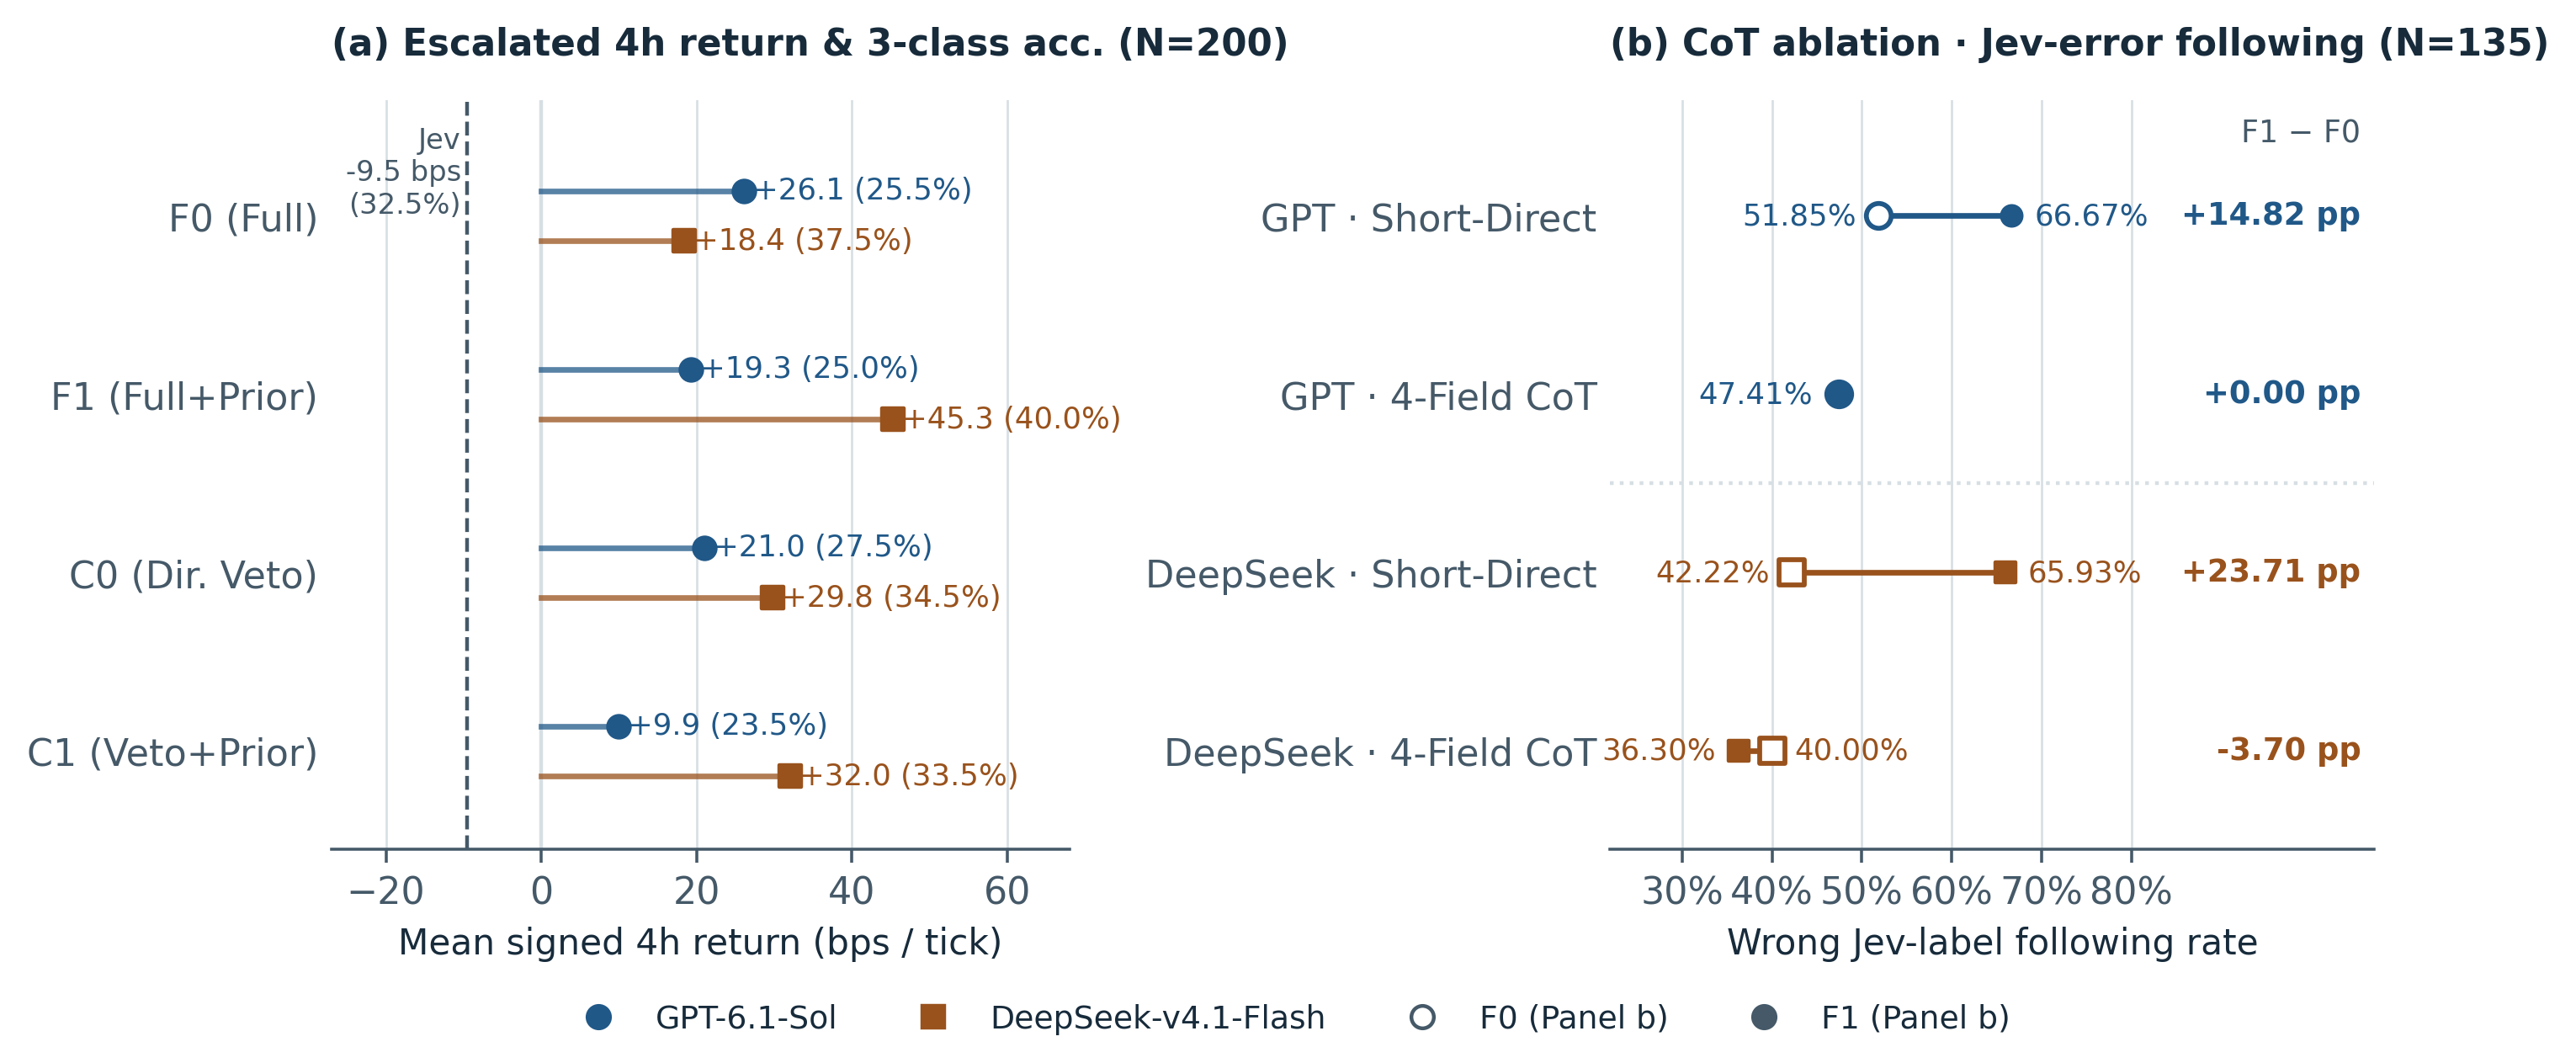 (a) Escalated 4h return & 3-class acc. (N=200)
Jev
-9.5 bps
(32.5%)
F0 (Full)
+26.1 (25.5%)
+18.4 (37.5%)
F1 (Full+Prior)
+19.3 (25.0%)
+45.3 (40.0%)
C0 (Dir. Veto)
+21.0 (27.5%)
+29.8 (34.5%)
C1 (Veto+Prior)
+9.9 (23.5%)
+32.0 (33.5%)
−20 0 20 40 60
Mean signed 4h return (bps / tick)
(b) CoT ablation · Jev-error following (N=135)
F1 − F0
GPT · Short-Direct 51.85% 66.67% +14.82 pp
GPT · 4-Field CoT 47.41% +0.00 pp
DeepSeek · Short-Direct 42.22% 65.93% +23.71 pp
DeepSeek · 4-Field CoT 36.30% 40.00% -3.70 pp
30% 40% 50% 60% 70% 80%
Wrong Jev-label following rate
GPT-6.1-Sol DeepSeek-v4.1-Flash F0 (Panel b) F1 (Panel b)